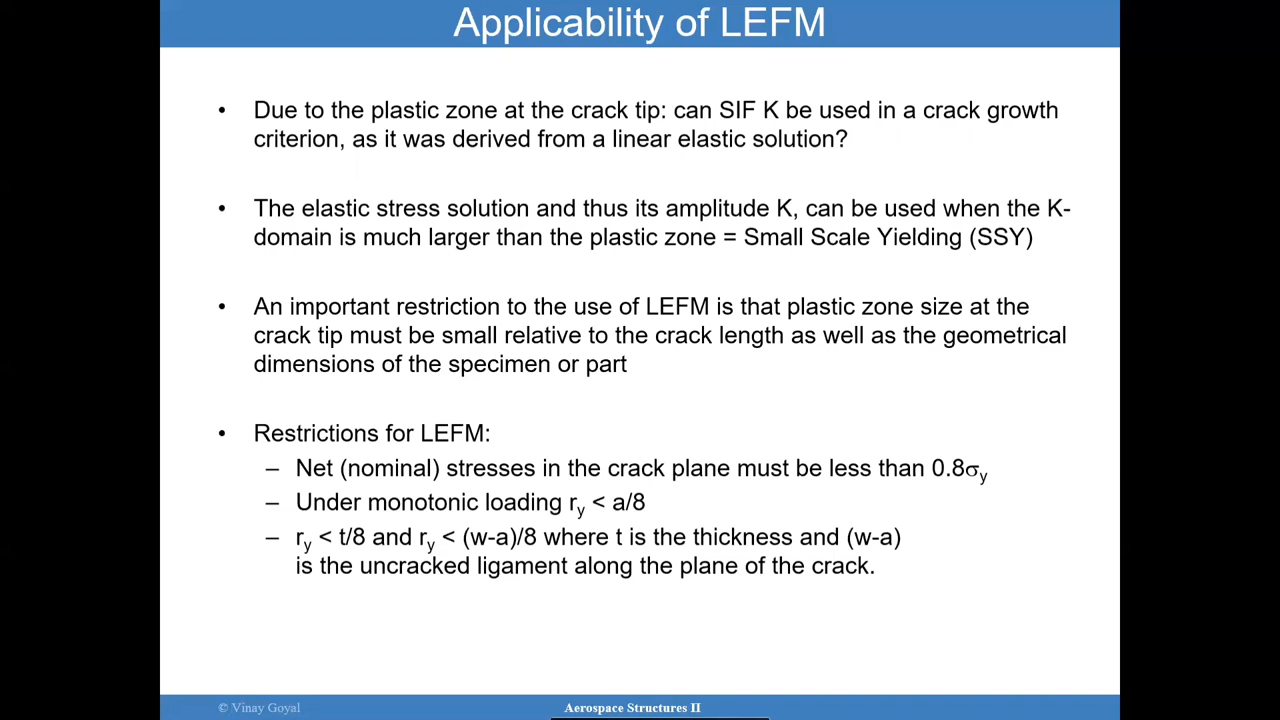 Applicability of LEFM
• Due to the plastic zone at the crack tip: can SIF K be used in a crack growth
criterion, as it was derived from a linear elastic solution?
• The elastic stress solution and thus its amplitude K, can be used when the K-
domain is much larger than the plastic zone = Small Scale Yielding (SSY)
• An important restriction to the use of LEFM is that plastic zone size at the
crack tip must be small relative to the crack length as well as the geometrical
dimensions of the specimen or part
• Restrictions for LEFM:
– Net (nominal) stresses in the crack plane must be less than 0.8σy
– Under monotonic loading ry < a/8
– ry < t/8 and ry < (w-a)/8 where t is the thickness and (w-a)
is the uncracked ligament along the plane of the crack.
© Vinay Goyal
Aerospace Structures II